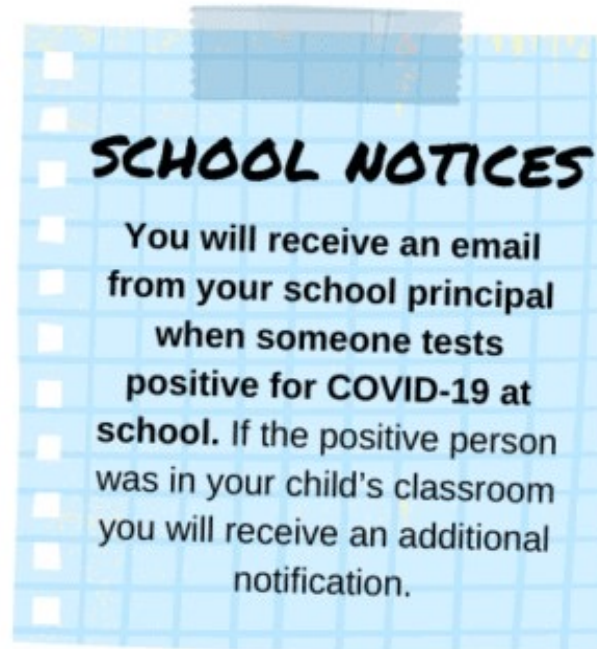 SCHOOL NOTICES
You will receive an email
from your school principal
when someone tests
positive for COVID-19 at
school. If the positive person
was in your child's classroom
you will receive an additional
notification.